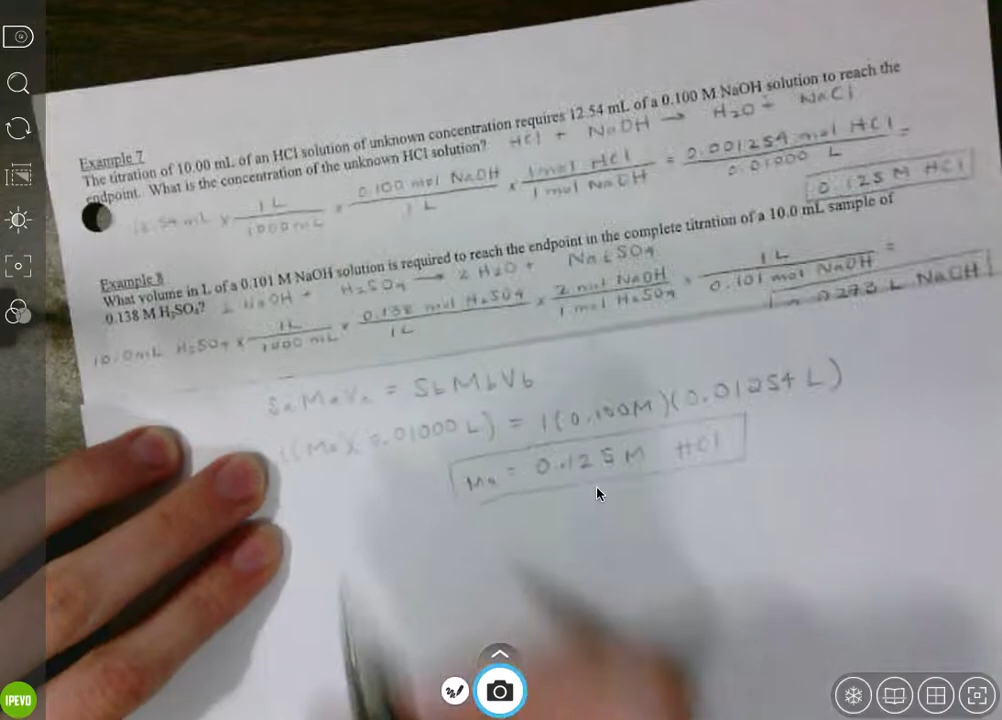 Example 7
The titration of 10.00 mL of an HCl solution of unknown concentration requires 12.54 mL of a 0.100 M NaOH solution to reach the
endpoint. What is the concentration of the unknown HCl solution?
HCl + NaOH → H₂O + NaCl
12.54 mL × 1 L / 1000 mL × 0.100 mol NaOH / 1 L × 1 mol HCl / 1 mol NaOH = 0.001254 mol HCl / 0.01000 L =
0.125 M HCl
Example 8
What volume in L of a 0.101 M NaOH solution is required to reach the endpoint in the complete titration of a 10.0 mL sample of
0.138 M H₂SO₄?
2 NaOH + H₂SO₄ → 2 H₂O + Na₂SO₄
10.0 mL H₂SO₄ × 1 L / 1000 mL × 0.138 mol H₂SO₄ / 1 L × 2 mol NaOH / 1 mol H₂SO₄ × 1 L / 0.101 mol NaOH =
0.0273 L NaOH
SaMaVa = SbMbVb
1(Ma)(0.01000 L) = 1(0.100M)(0.01254 L)
Ma = 0.125 M HCl
IPEVO